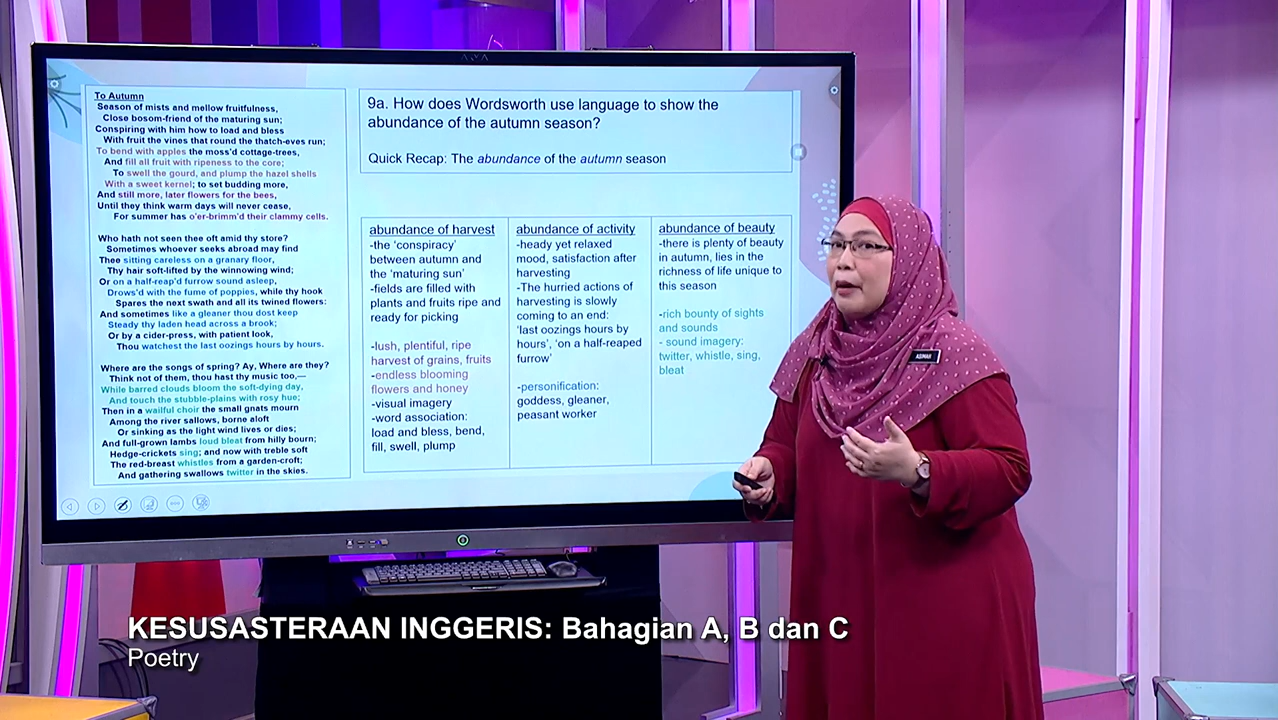 To Autumn
Season of mists and mellow fruitfulness,
Close bosom-friend of the maturing sun;
Conspiring with him how to load and bless
With fruit the vines that round the thatch-eves run;
To bend with apples the moss'd cottage-trees,
And fill all fruit with ripeness to the core;
To swell the gourd, and plump the hazel shells
With a sweet kernel; to set budding more,
And still more, later flowers for the bees,
Until they think warm days will never cease,
For summer has o'er-brimm'd their clammy cells.
Who hath not seen thee oft amid thy store?
Sometimes whoever seeks abroad may find
Thee sitting careless on a granary floor,
Thy hair soft-lifted by the winnowing wind;
Or on a half-reap'd furrow sound asleep,
Drows'd with the fume of poppies, while thy hook
Spares the next swath and all its twined flowers:
And sometimes like a gleaner thou dost keep
Steady thy laden head across a brook;
Or by a cider-press, with patient look,
Thou watchest the last oozings hours by hours.
Where are the songs of spring? Ay, Where are they?
Think not of them, thou hast thy music too,—
While barred clouds bloom the soft-dying day,
And touch the stubble-plains with rosy hue;
Then in a wailful choir the small gnats mourn
Among the river sallows, borne aloft
Or sinking as the light wind lives or dies;
And full-grown lambs loud bleat from hilly bourn;
Hedge-crickets sing; and now with treble soft
The red-breast whistles from a garden-croft;
And gathering swallows twitter in the skies.
9a. How does Wordsworth use language to show the
abundance of the autumn season?
Quick Recap: The abundance of the autumn season
abundance of harvest
-the 'conspiracy'
between autumn and
the 'maturing sun'
-fields are filled with
plants and fruits ripe and
ready for picking
-lush, plentiful, ripe
harvest of grains, fruits
-endless blooming
flowers and honey
-visual imagery
-word association:
load and bless, bend,
fill, swell, plump
abundance of activity
-heady yet relaxed
mood, satisfaction after
harvesting
-The hurried actions of
harvesting is slowly
coming to an end:
'last oozings hours by
hours', 'on a half-reaped
furrow'
-personification:
goddess, gleaner,
peasant worker
abundance of beauty
-there is plenty of beauty
in autumn, lies in the
richness of life unique to
this season
-rich bounty of sights
and sounds
- sound imagery:
twitter, whistle, sing,
bleat
KESUSASTERAAN INGGERIS: Bahagian A, B dan C
Poetry